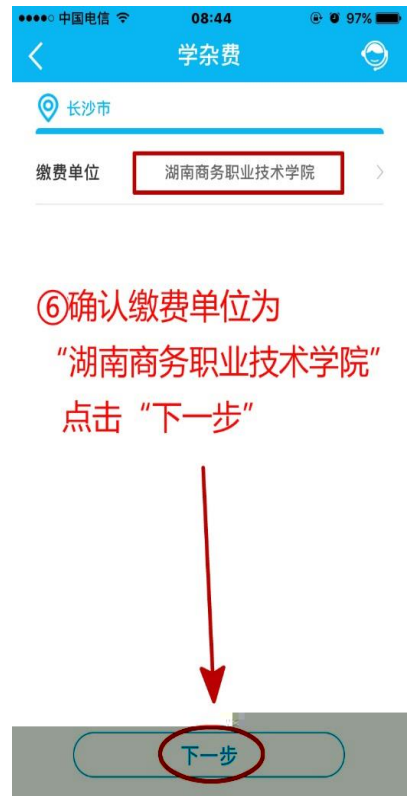 中国电信 08:44 97%
学杂费
长沙市
缴费单位 湖南商务职业技术学院
⑥确认缴费单位为
“湖南商务职业技术学院”
点击“下一步”
下一步